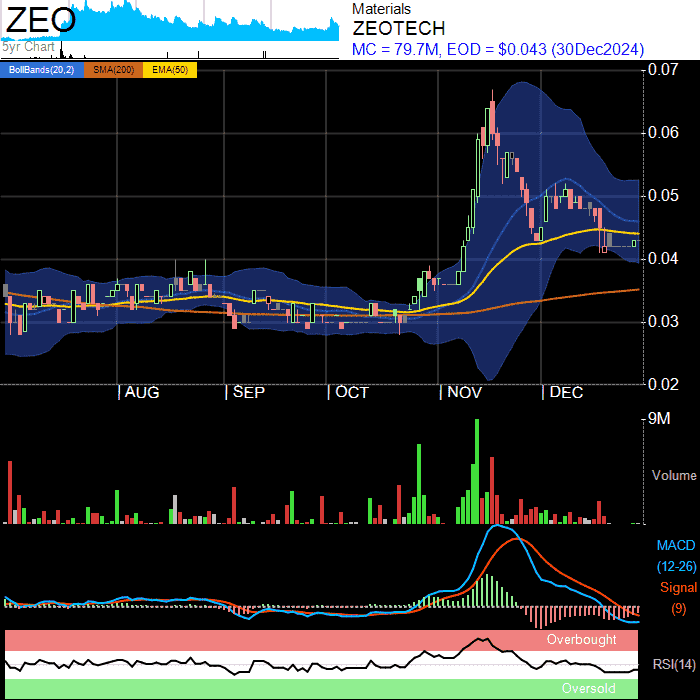 ZEO
5yr Chart
Materials
ZEOTECH
MC = 79.7M, EOD = $0.043 (30Dec2024)
BollBands(20,2) SMA(200) EMA(50)
0.07
0.06
0.05
0.04
0.03
0.02
AUG SEP OCT NOV DEC
9M
Volume
MACD
(12-26)
Signal
(9)
Overbought
RSI(14)
Oversold